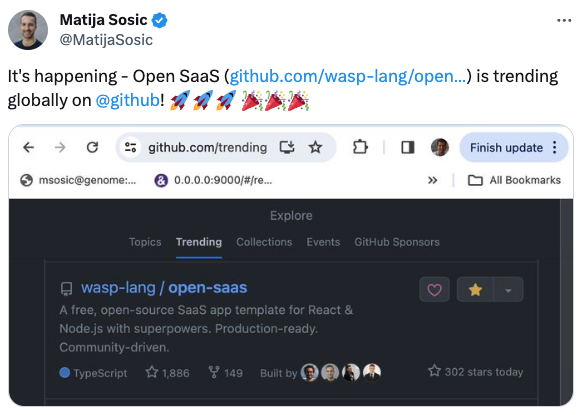 Matija Sosic
@MatijaSosic
It's happening - Open SaaS (github.com/wasp-lang/open...) is trending
globally on @github! 🚀🚀🚀 🎉🎉🎉
github.com/trending
Finish update
msosic@genome:...
0.0.0.0:9000/#/re...
»
All Bookmarks
Explore
Topics Trending Collections Events GitHub Sponsors
wasp-lang / open-saas
A free, open-source SaaS app template for React &
Node.js with superpowers. Production-ready.
Community-driven.
TypeScript 1,886 149 Built by 302 stars today